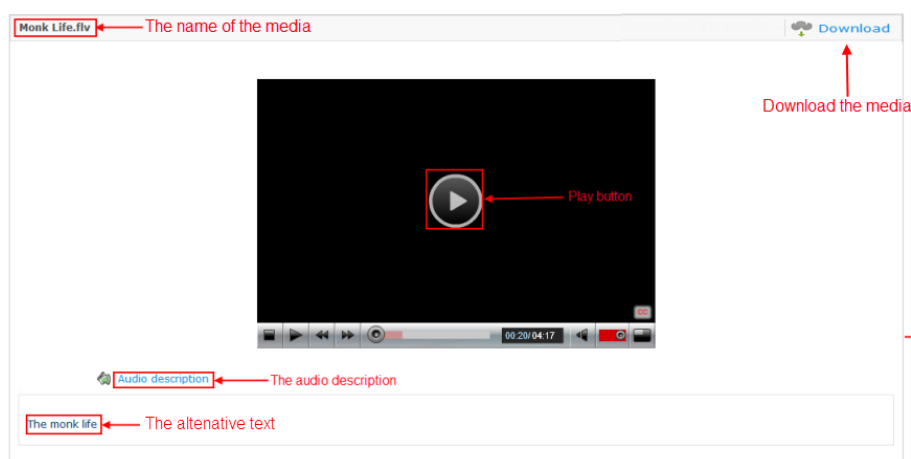 Monk Life.flv
The name of the media
Download
Download the media
Play button
CC
00:20/04:17
Audio description
The audio description
The monk life
The altenative text